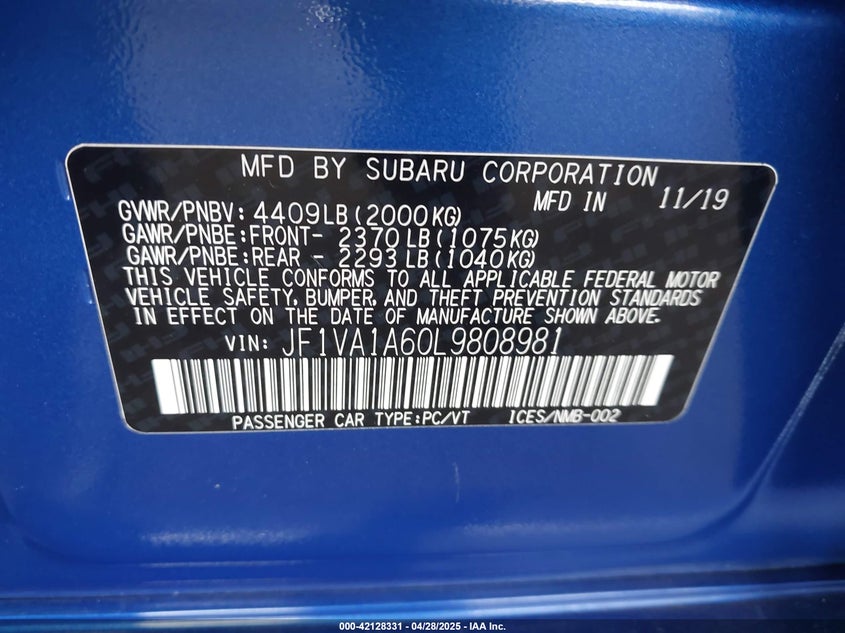 MFD BY SUBARU CORPORATION
MFD IN 11/19
GVWR/PNBV: 4409LB(2000KG)
GAWR/PNBE:FRONT- 2370LB(1075KG)
GAWR/PNBE:REAR - 2293LB(1040KG)
THIS VEHICLE CONFORMS TO ALL APPLICABLE FEDERAL MOTOR
VEHICLE SAFETY, BUMPER, AND THEFT PREVENTION STANDARDS
IN EFFECT ON THE DATE OF MANUFACTURE SHOWN ABOVE.
VIN: JF1VA1A60L9808981
PASSENGER CAR TYPE:PC/VT ICES/NMB-002
000-42128331 - 04/28/2025 - IAA Inc.